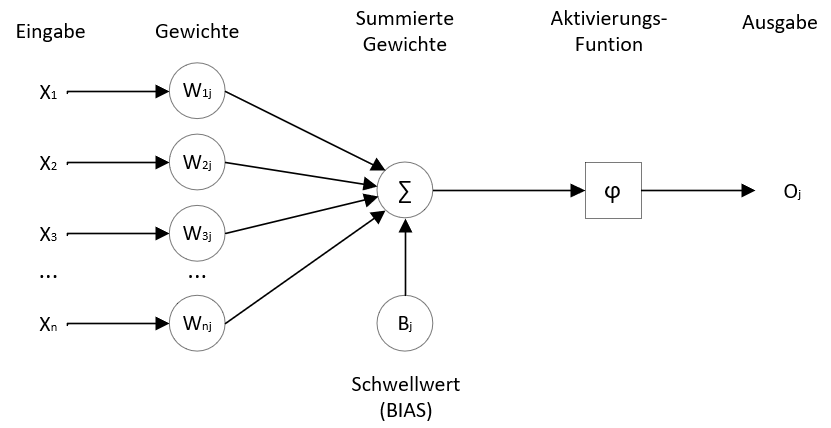 Eingabe
Gewichte
Summierte
Gewichte
Aktivierungs-
Funtion
Ausgabe
X₁
W₁ⱼ
X₂
W₂ⱼ
∑
φ
Oⱼ
X₃
W₃ⱼ
...
...
Xₙ
Wₙⱼ
Bⱼ
Schwellwert
(BIAS)